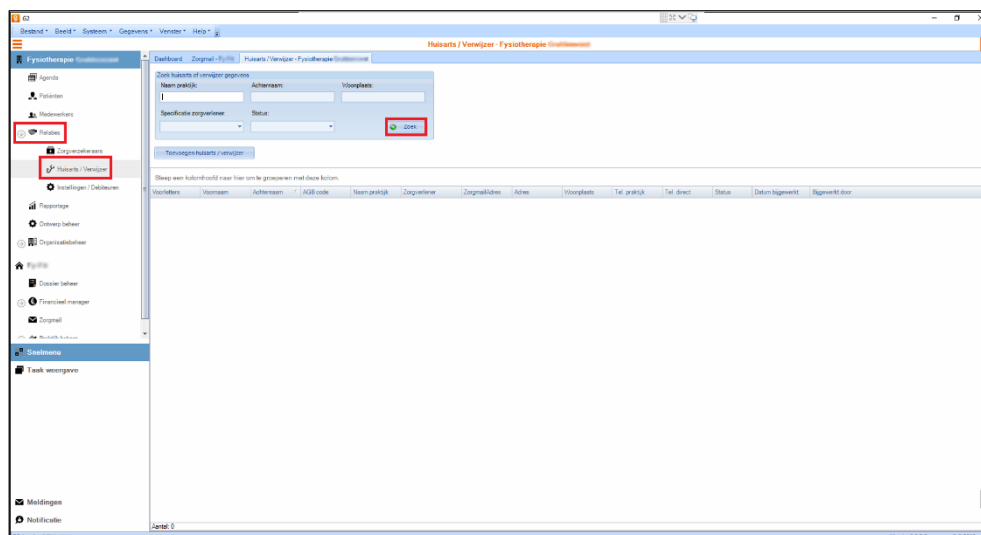 G2
Bestand Beeld Systeem Gegevens Venster Help
Huisarts / Verwijzer - Fysiotherapie
Fysiotherapie
Dashboard Zorgmail - Huisarts / Verwijzer - Fysiotherapie
Agenda
Patiënten
Medewerkers
Relaties
Zorgverzekeraars
Huisarts / Verwijzer
Instellingen / Debiteuren
Rapportage
Ontwerp beheer
Organisatiebeheer
Dossier beheer
Financieel manager
Zorgmail
Praktijk beheer
Snelmenu
Taak weergave
Meldingen
Notificatie
Zoek huisarts of verwijzer gegevens
Naam praktijk: Achternaam: Woonplaats:
Specificatie zorgverlener: Status:
Zoek
Toevoegen huisarts / verwijzer
Sleep een kolomhoofd naar hier om te groeperen met deze kolom.
Voorletters Voornaam Achternaam AGB code Naam praktijk Zorgverlener ZorgmailAdres Adres Woonplaats Tel. praktijk Tel. direct Status Datum bijgewerkt Bijgewerkt door
Aantal: 0